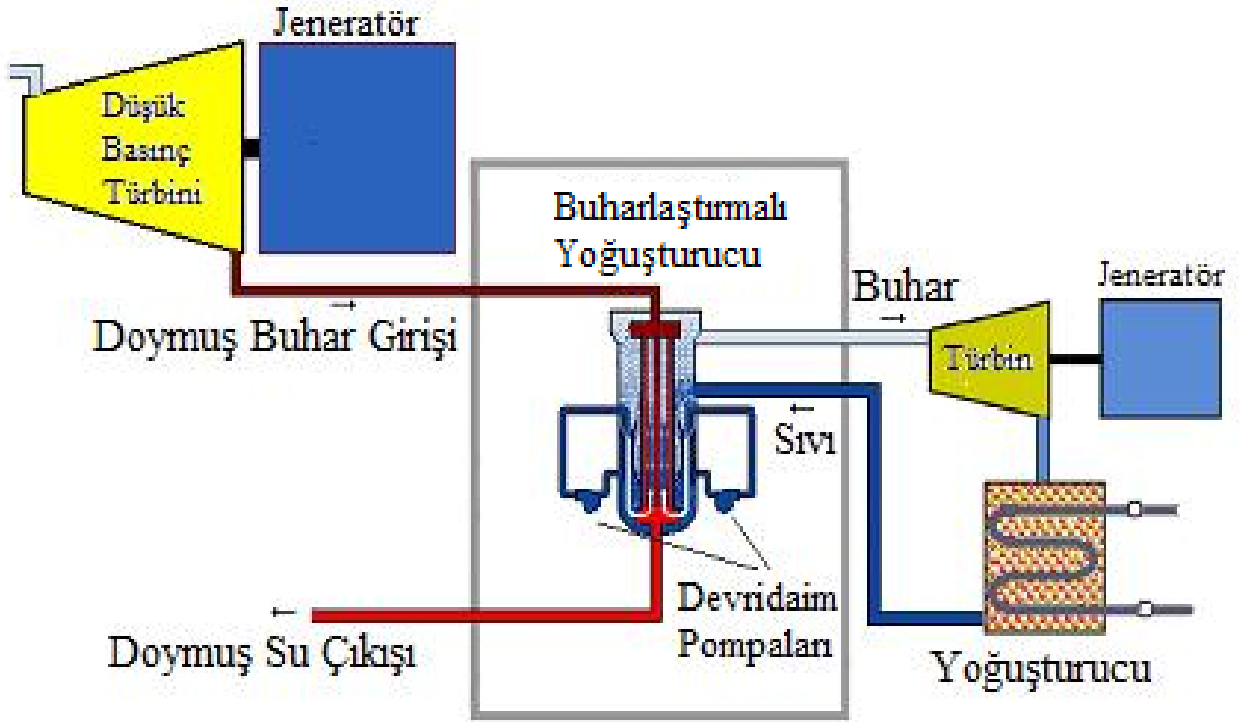 Jeneratör
Düşük
Basınç
Türbini
Buharlaştırmalı
Yoğuşturucu
Buhar
→
Jeneratör
→
Doymuş Buhar Girişi
Türbin
←
Sıvı
Devridaim
Pompaları
←
Doymuş Su Çıkışı
Yoğuşturucu